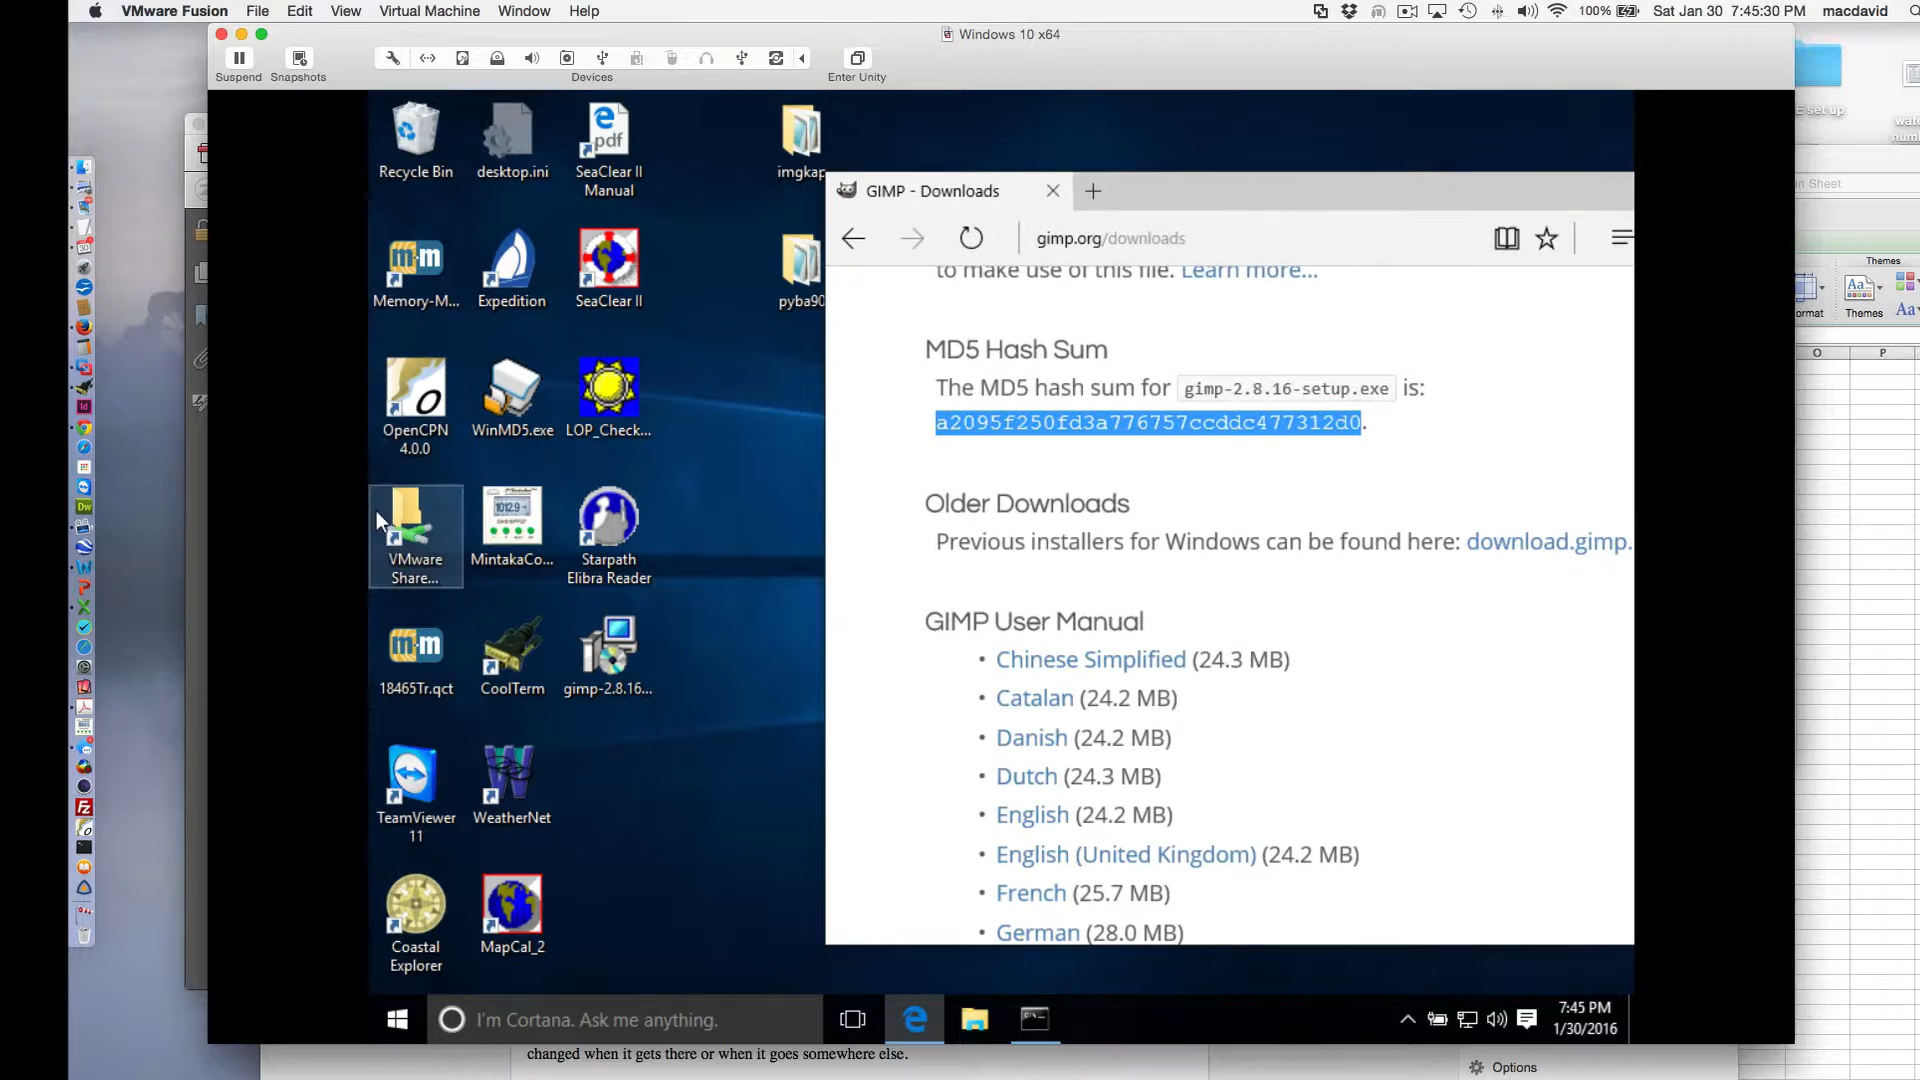 VMware Fusion File Edit View Virtual Machine Window Help 100% Sat Jan 30 7:45:30 PM macdavid
Windows 10 x64
Suspend Snapshots Devices Enter Unity
E set up
Recycle Bin
desktop.ini
SeaClear II
Manual
imgkap
Memory-M...
Expedition
SeaClear II
pyba90
OpenCPN
4.0.0
WinMD5.exe
LOP_Check...
VMware
Share...
MintakaCo...
Starpath
Elibra Reader
18465Tr.qct
CoolTerm
gimp-2.8.16...
TeamViewer
11
WeatherNet
Coastal
Explorer
MapCal_2
GIMP - Downloads
gimp.org/downloads
to make use of this file. Learn more...
MD5 Hash Sum
The MD5 hash sum for gimp-2.8.16-setup.exe is:
a2095f250fd3a776757ccddc477312d0.
Older Downloads
Previous installers for Windows can be found here: download.gimp.
GIMP User Manual
• Chinese Simplified (24.3 MB)
• Catalan (24.2 MB)
• Danish (24.2 MB)
• Dutch (24.3 MB)
• English (24.2 MB)
• English (United Kingdom) (24.2 MB)
• French (25.7 MB)
• German (28.0 MB)
I'm Cortana. Ask me anything.
7:45 PM
1/30/2016
changed when it gets there or when it goes somewhere else.
Options
Sheet
Themes
Themes
Aa
O P